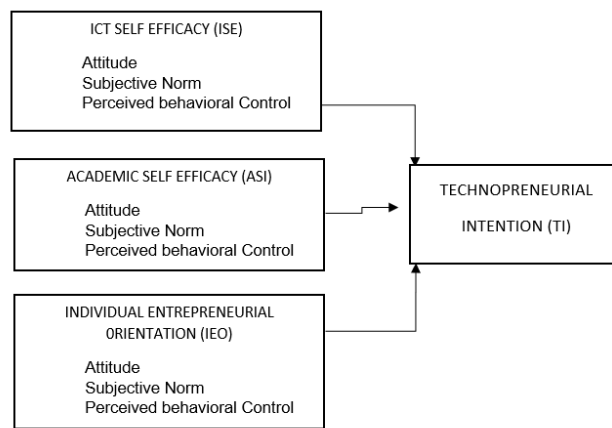 ICT SELF EFFICACY (ISE)
Attitude
Subjective Norm
Perceived behavioral Control
ACADEMIC SELF EFFICACY (ASI)
Attitude
Subjective Norm
Perceived behavioral Control
INDIVIDUAL ENTREPRENEURIAL
0RIENTATION (IEO)
Attitude
Subjective Norm
Perceived behavioral Control
TECHNOPRENEURIAL
INTENTION (TI)